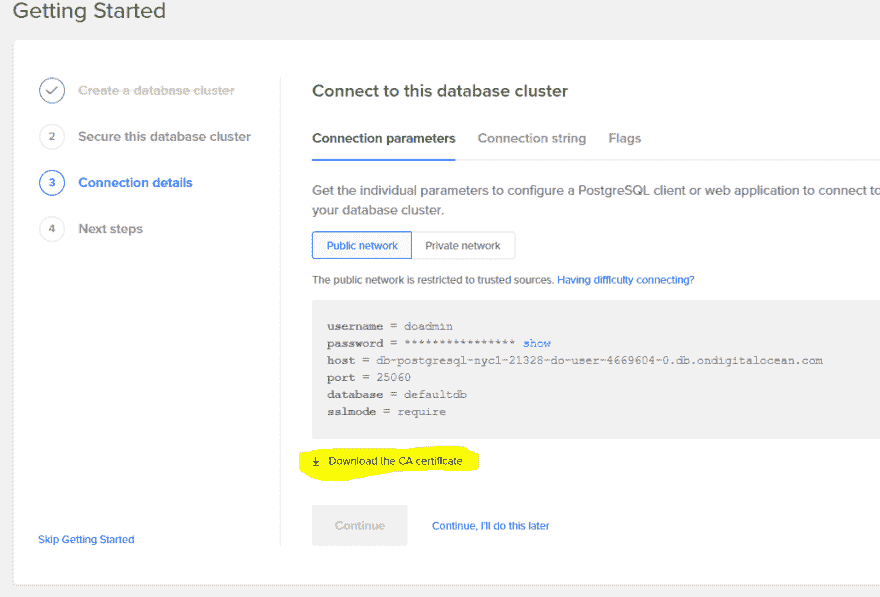 Getting Started
Create a database cluster
2 Secure this database cluster
3 Connection details
4 Next steps
Skip Getting Started
Connect to this database cluster
Connection parameters Connection string Flags
Get the individual parameters to configure a PostgreSQL client or web application to connect to
your database cluster.
Public network Private network
The public network is restricted to trusted sources. Having difficulty connecting?
username = doadmin
password = **************** show
host = db-postgresql-nyc1-21328-do-user-4669604-0.db.ondigitalocean.com
port = 25060
database = defaultdb
sslmode = require
Download the CA certificate
Continue Continue, I'll do this later